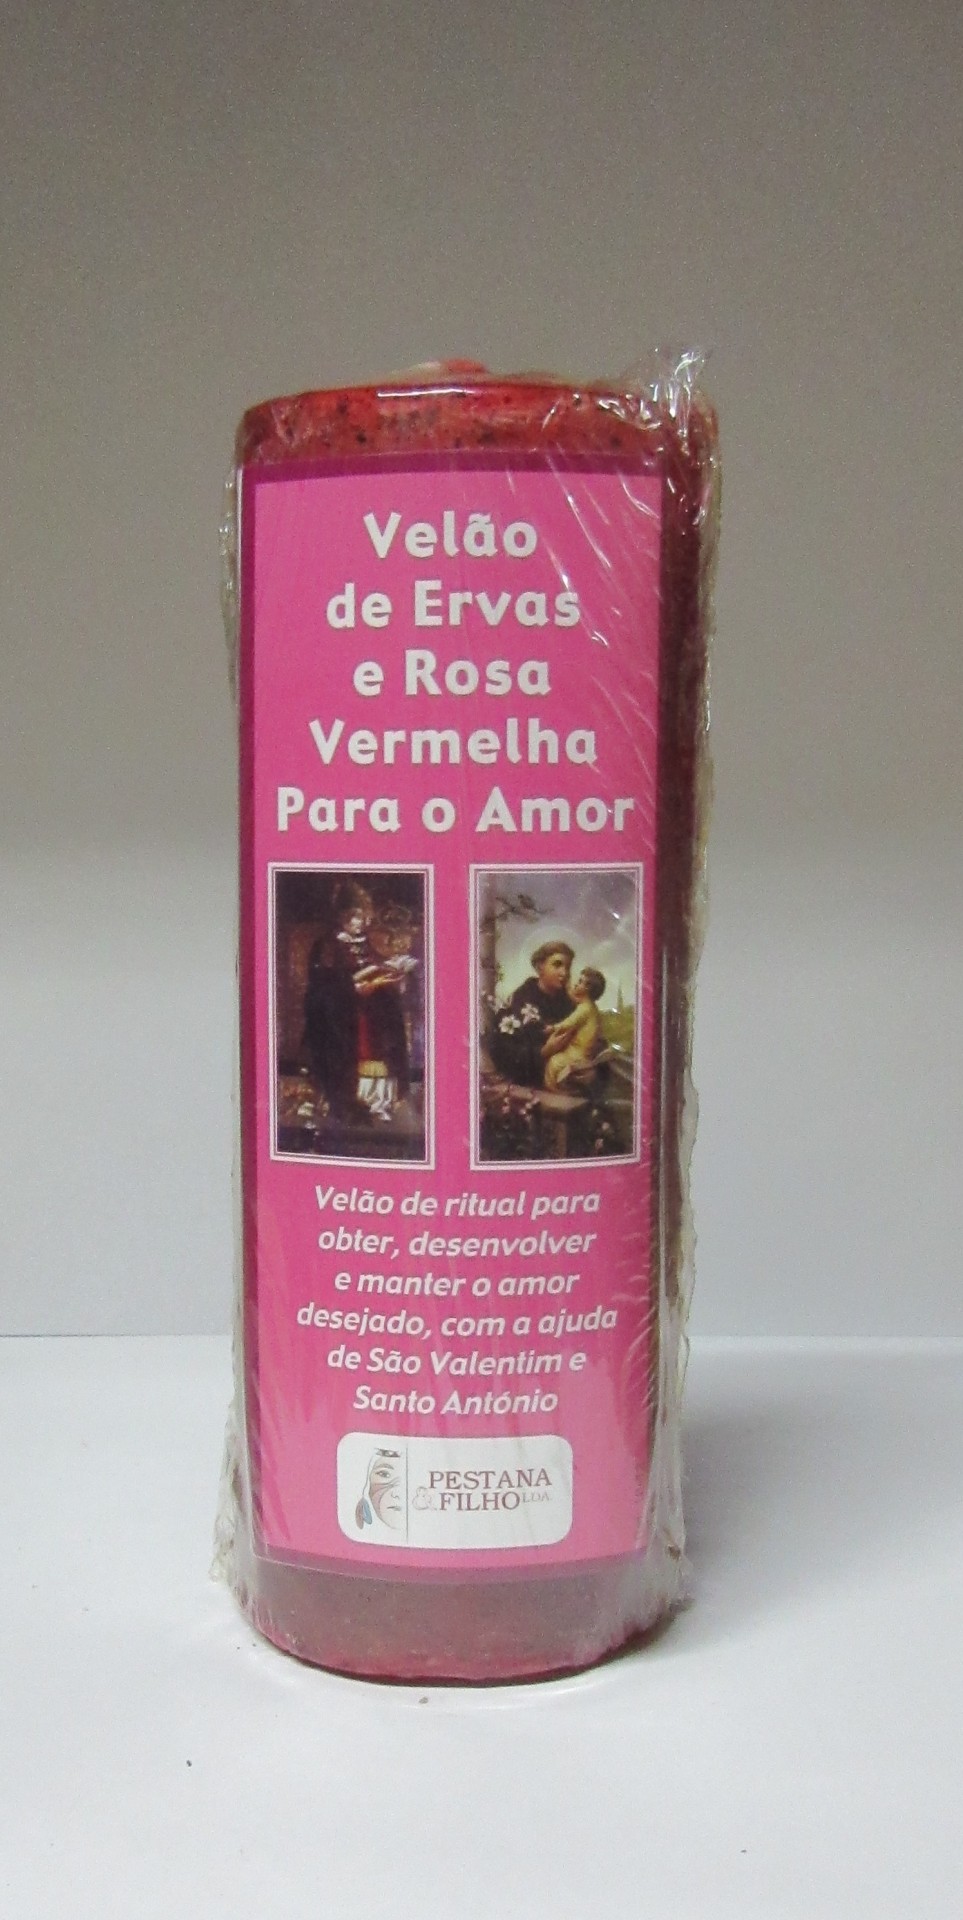 Velão
de Ervas
e Rosa
Vermelha
Para o Amor
Velão de ritual para
obter, desenvolver
e manter o amor
desejado, com a ajuda
de São Valentim e
Santo António
PESTANA
& FILHO LDA